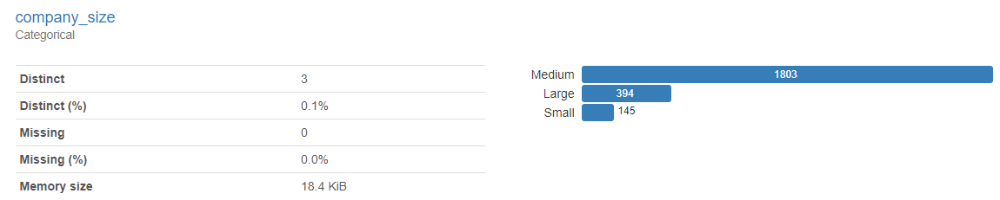 company_size
Categorical
Distinct 3
Distinct (%) 0.1%
Missing 0
Missing (%) 0.0%
Memory size 18.4 KiB
Medium 1803
Large 394
Small 145